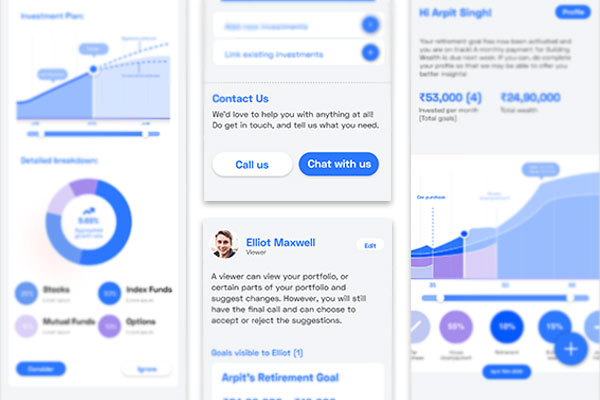 Investment Plan:
Detailed breakdown:
Stocks
Index Funds
Mutual Funds
Options
Consider
Ignore
Add new investments
Link existing investments
Contact Us
We'd love to help you with anything at all!
Do get in touch, and tell us what you need.
Call us
Chat with us
Elliot Maxwell
Viewer
Edit
A viewer can view your portfolio, or
certain parts of your portfolio and
suggest changes. However, you will still
have the final call and can choose to
accept or reject the suggestions.
Goals visible to Elliot (1)
Arpit's Retirement Goal
Hi Arpit Singh!
Profile
Your retirement goal has now been activated and
you are on track! A monthly payment for Building
Wealth is due next week. If you can, do complete
your profile so that we may be able to offer you
better insights!
₹53,000 (4)
₹24,90,000
Invested per month
(Total goals)
Total wealth
Car purchase
35
50
55%
10%
15%
Retirement